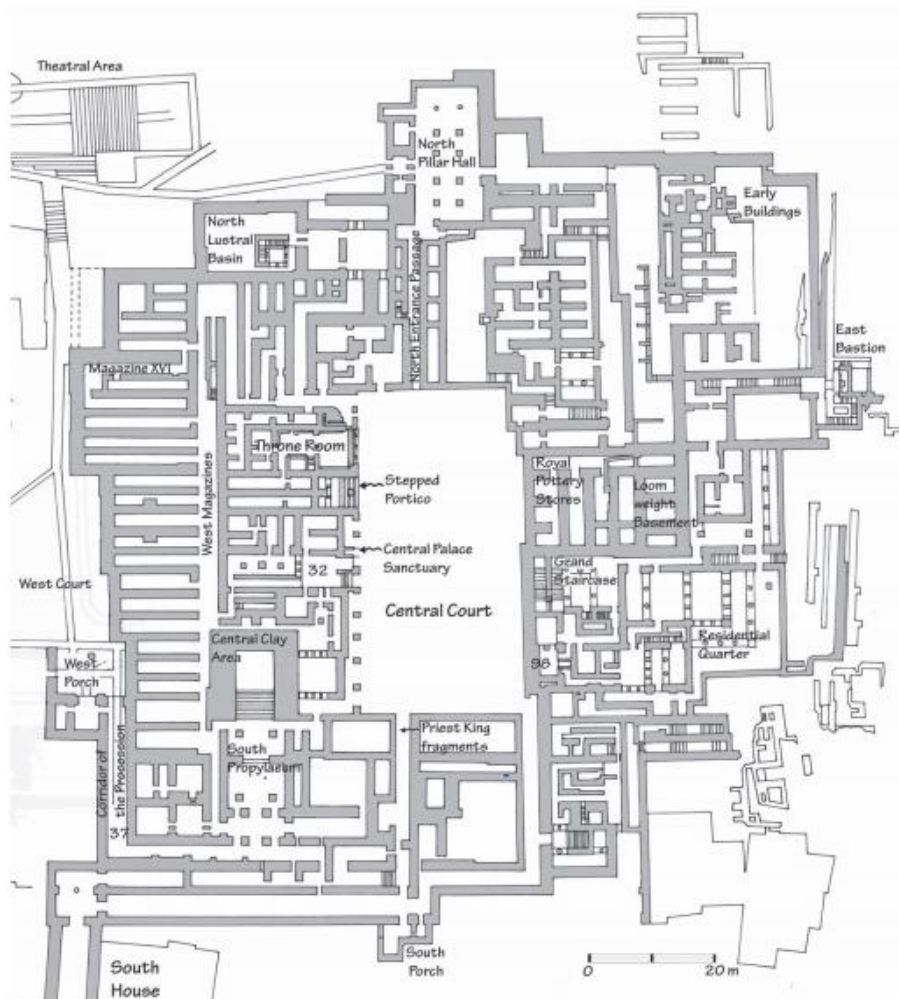 Theatral Area
North
Pillar Hall
Early
Buildings
North
Lustral
Basin
North Entrance Passage
East
Bastion
Magazine XVI
Throne Room
West Magazines
Stepped
Portico
Royal
Pottery
Stores
Loom
weight
Basement
Central Palace
Sanctuary
32
Grand
Staircase
West Court
Central Court
Central Clay
Area
Residential
Quarter
98
West
Porch
Priest King
fragments
South
Propylaeum
Corridor of
the Procession
37
South
Porch
0 20 m
South
House